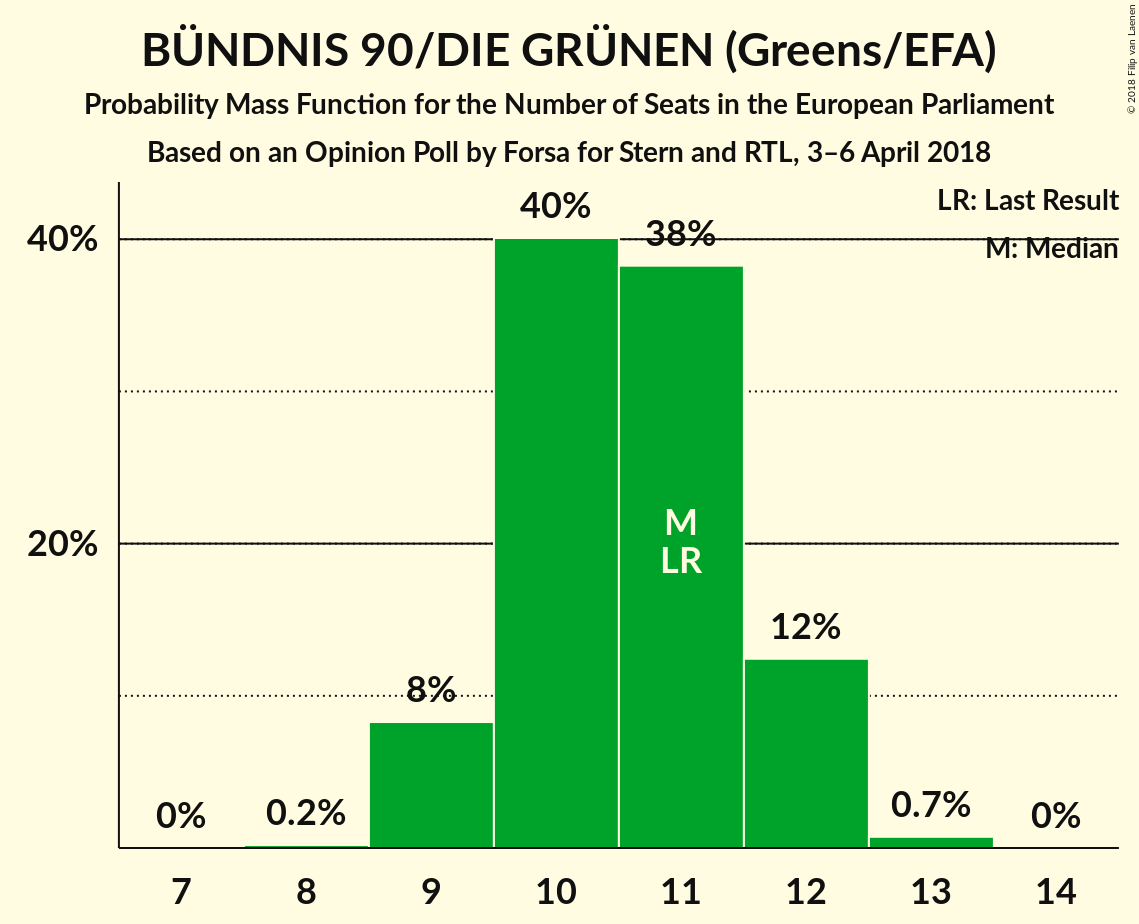 BÜNDNIS 90/DIE GRÜNEN (Greens/EFA)
Probability Mass Function for the Number of Seats in the European Parliament
Based on an Opinion Poll by Forsa for Stern and RTL, 3–6 April 2018
© 2018 Filip van Laenen
LR: Last Result
M: Median
40%
20%
0%
0.2%
8%
40%
38%
12%
0.7%
0%
M
LR
7
8
9
10
11
12
13
14